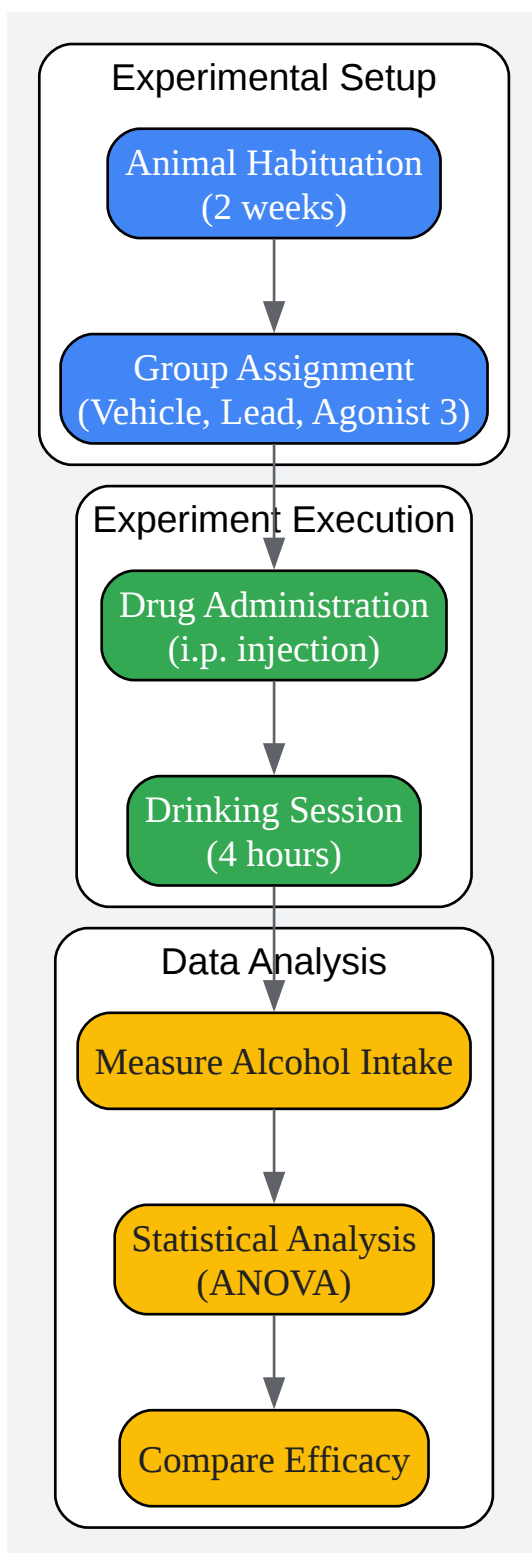 Experimental Setup
Animal Habituation
(2 weeks)
Group Assignment
(Vehicle, Lead, Agonist 3)
Experiment Execution
Drug Administration
(i.p. injection)
Drinking Session
(4 hours)
Data Analysis
Measure Alcohol Intake
Statistical Analysis
(ANOVA)
Compare Efficacy